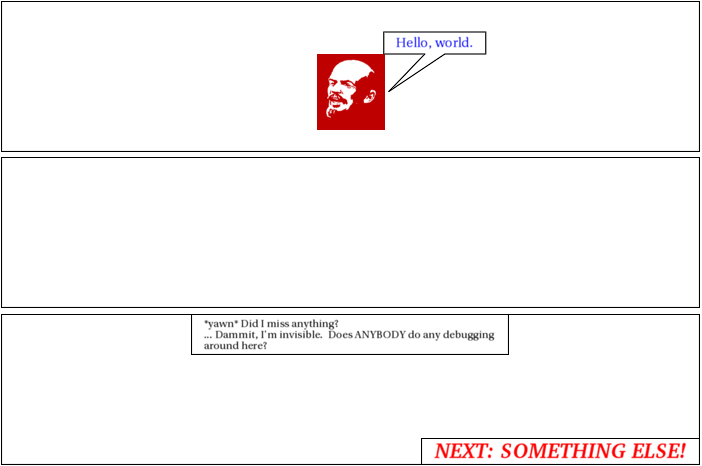 Hello, world.
*yawn* Did I miss anything?
... Dammit, I'm invisible.  Does ANYBODY do any debugging
around here?
NEXT: SOMETHING ELSE!